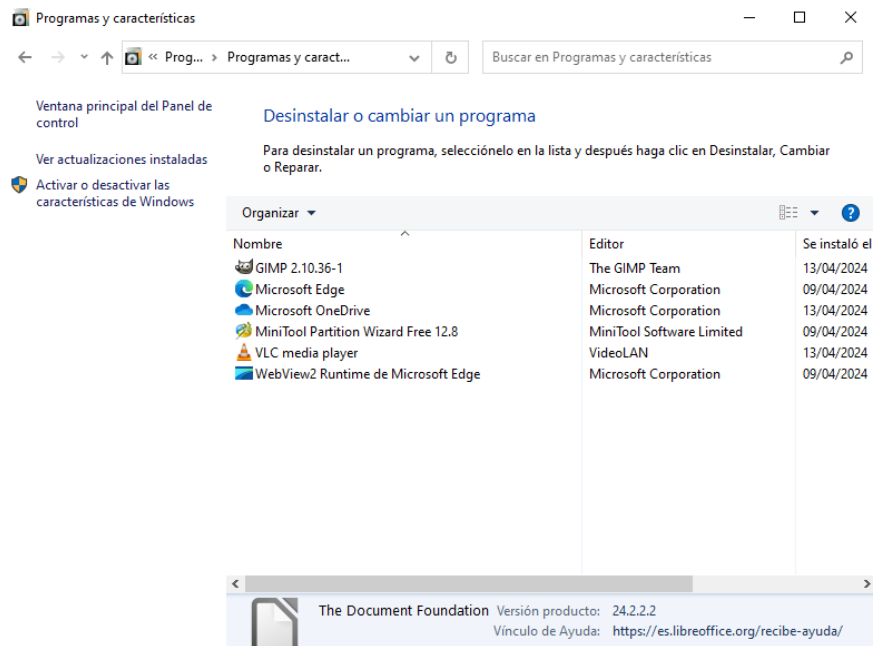 Programas y características
« Prog... › Programas y caract...
Buscar en Programas y características
Ventana principal del Panel de
control
Ver actualizaciones instaladas
Activar o desactivar las
características de Windows
Desinstalar o cambiar un programa
Para desinstalar un programa, selecciónelo en la lista y después haga clic en Desinstalar, Cambiar
o Reparar.
Organizar
Nombre Editor Se instaló el
GIMP 2.10.36-1 The GIMP Team 13/04/2024
Microsoft Edge Microsoft Corporation 09/04/2024
Microsoft OneDrive Microsoft Corporation 13/04/2024
MiniTool Partition Wizard Free 12.8 MiniTool Software Limited 09/04/2024
VLC media player VideoLAN 13/04/2024
WebView2 Runtime de Microsoft Edge Microsoft Corporation 09/04/2024
The Document Foundation Versión producto: 24.2.2.2
Vínculo de Ayuda: https://es.libreoffice.org/recibe-ayuda/